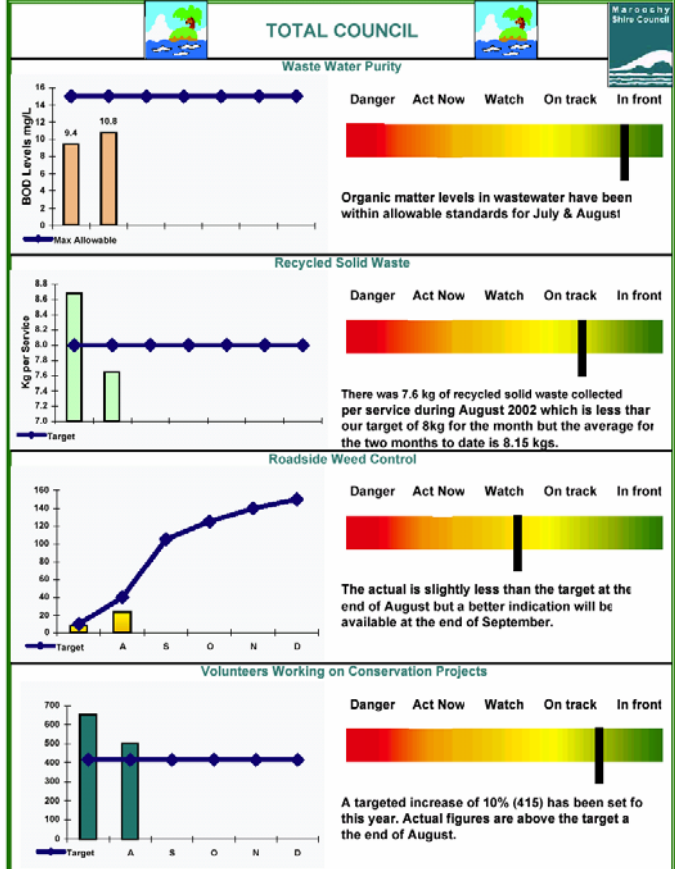 TOTAL COUNCIL
Maroochy
Shire Council
Waste Water Purity
BOD Levels mg/L
16
14
12
10
8
6
4
2
0
9.4
10.8
Max Allowable
Danger Act Now Watch On track In front
Organic matter levels in wastewater have been
within allowable standards for July & August
Recycled Solid Waste
Kg per Service
8.8
8.6
8.4
8.2
8.0
7.8
7.6
7.4
7.2
7.0
Target
Danger Act Now Watch On track In front
There was 7.6 kg of recycled solid waste collected
per service during August 2002 which is less thar
our target of 8kg for the month but the average for
the two months to date is 8.15 kgs.
Roadside Weed Control
160
140
120
100
80
60
40
20
0
Target A S O N D
Danger Act Now Watch On track In front
The actual is slightly less than the target at the
end of August but a better indication will be
available at the end of September.
Volunteers Working on Conservation Projects
700
600
500
400
300
200
100
0
Target A S O N D
Danger Act Now Watch On track In front
A targeted increase of 10% (415) has been set fo
this year. Actual figures are above the target a
the end of August.